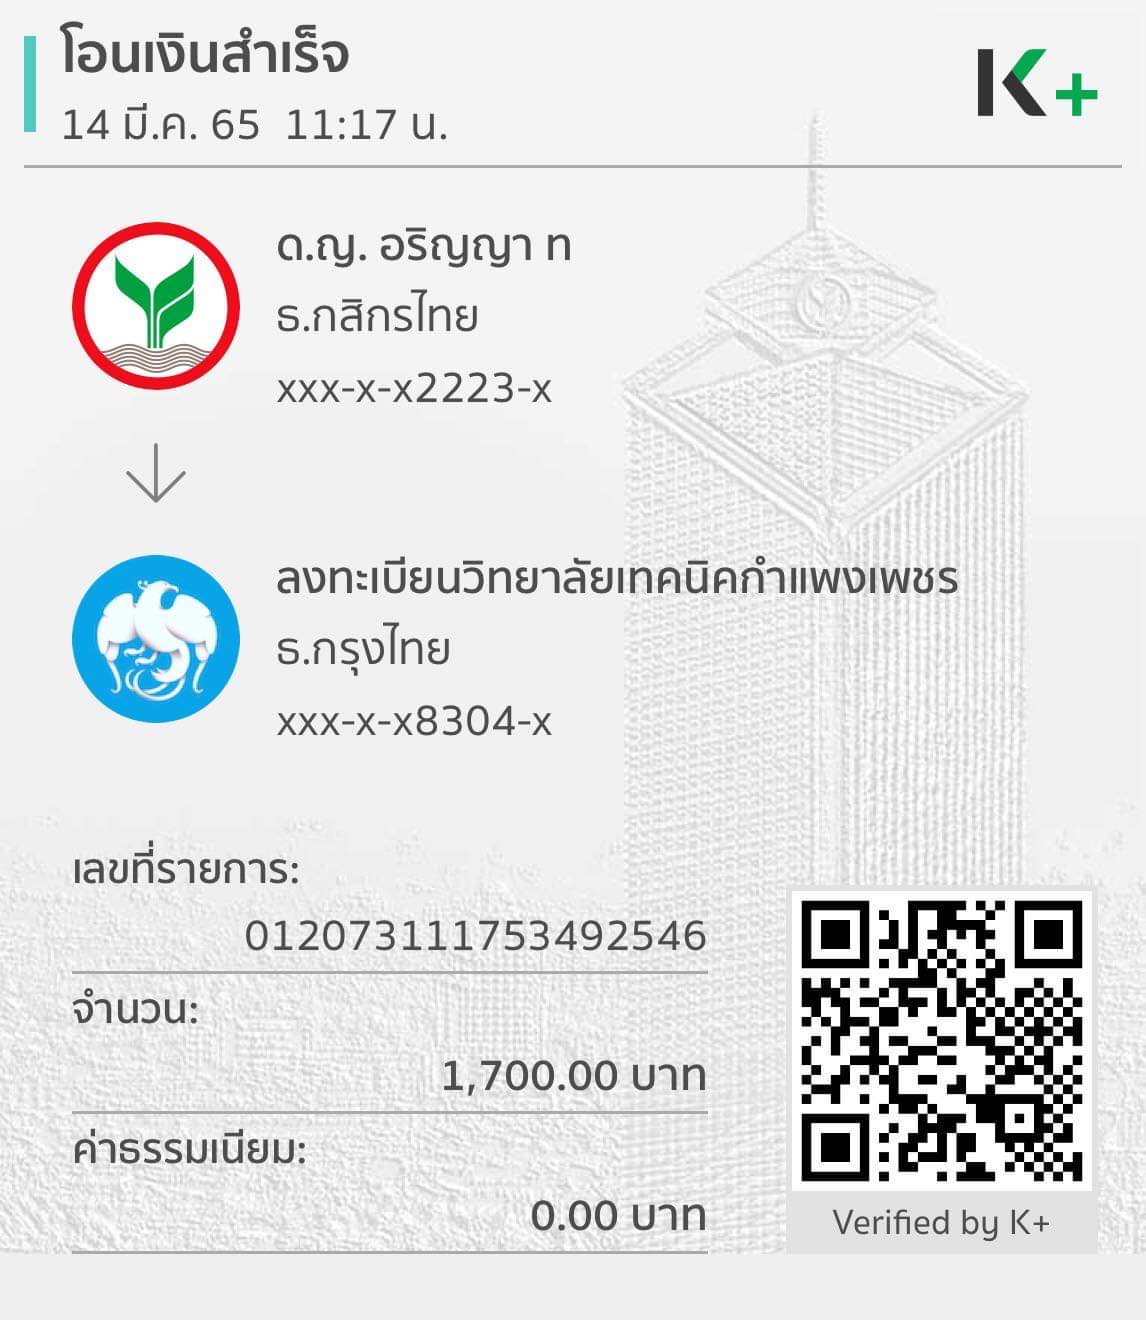 โอนเงินสำเร็จ
14 มี.ค. 65 11:17 น.
K+
ด.ญ. อริญญา ท
ธ.กสิกรไทย
xxx-x-x2223-x
ลงทะเบียนวิทยาลัยเทคนิคกำแพงเพชร
ธ.กรุงไทย
xxx-x-x8304-x
เลขที่รายการ:
012073111753492546
จำนวน:
1,700.00 บาท
ค่าธรรมเนียม:
0.00 บาท
Verified by K+